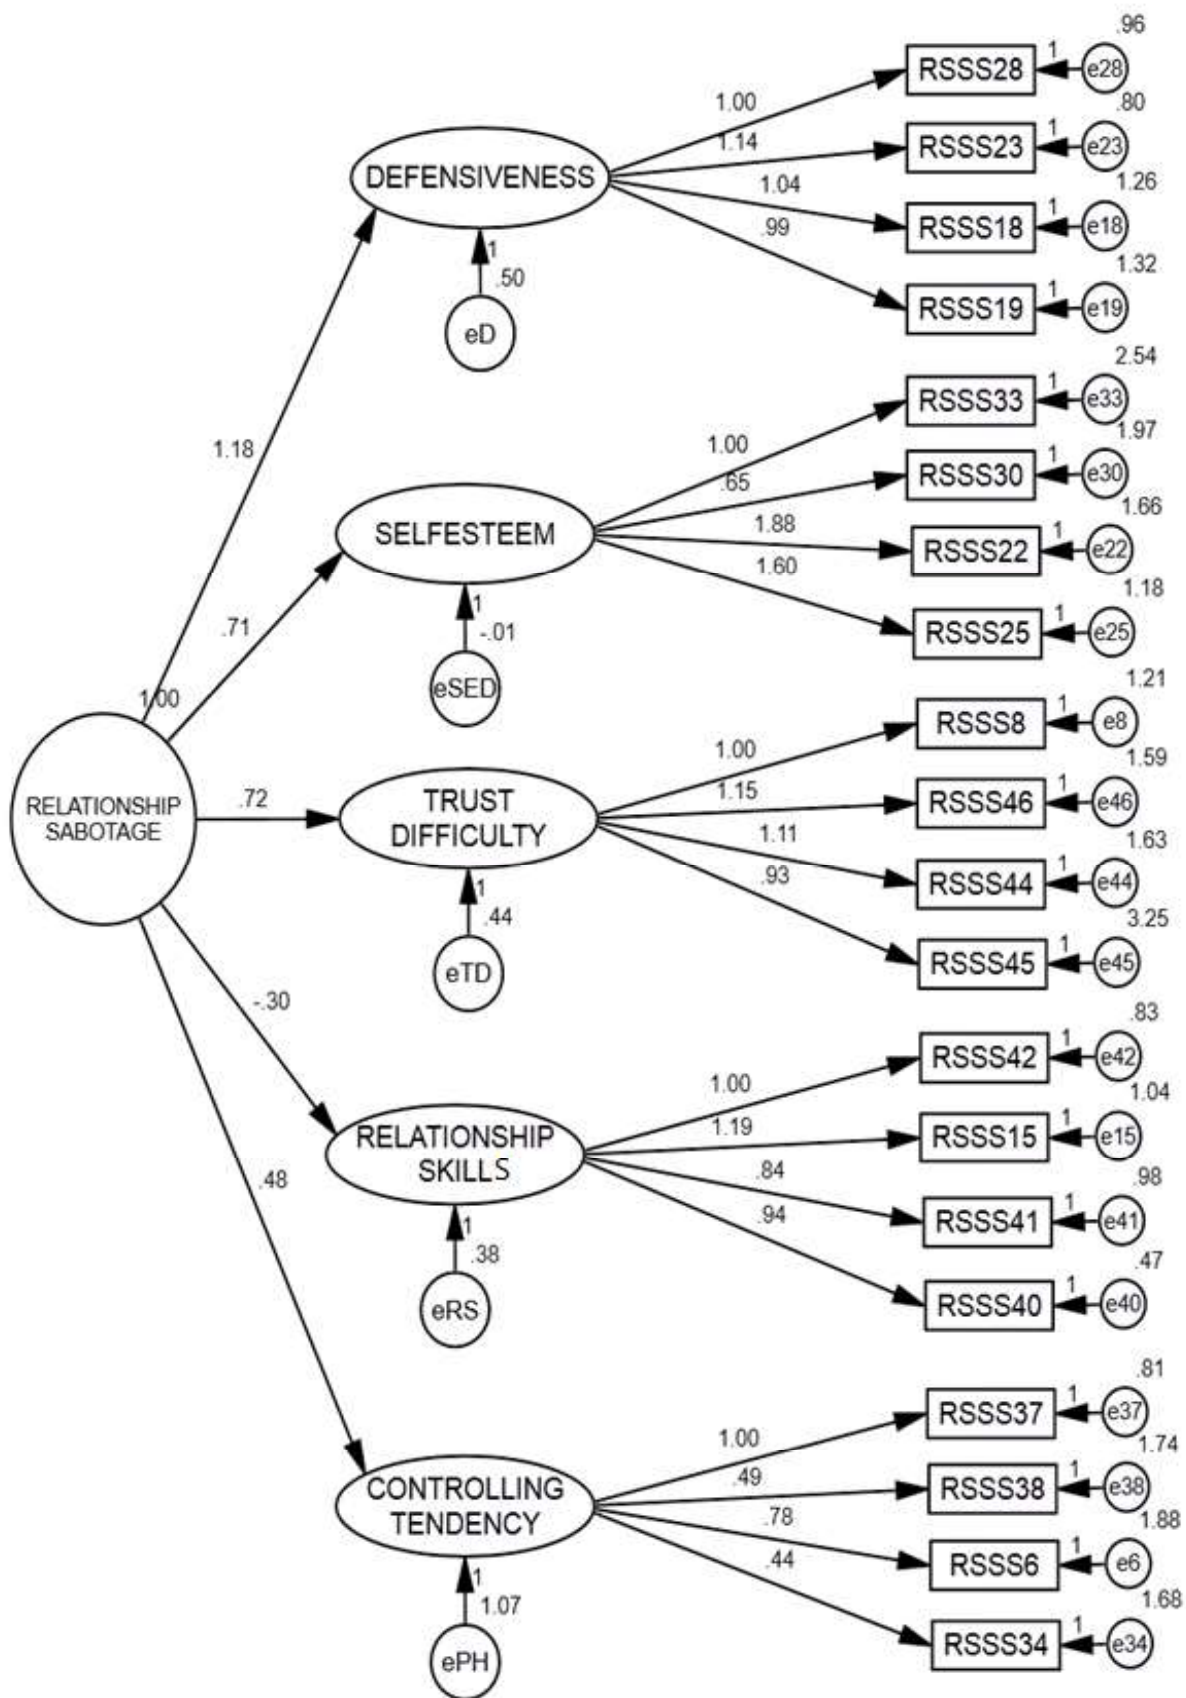 .96
RSSS28 1 e28
1.00
.80
1.14
RSSS23 1 e23
DEFENSIVENESS
1.04
1.26
RSSS18 1 e18
.99
1
.50
1.32
RSSS19 1 e19
eD
2.54
RSSS33 1 e33
1.18
1.00
1.97
.65
RSSS30 1 e30
1.66
SELFESTEEM
1.88
RSSS22 1 e22
1.60
1.18
1
-.01
RSSS25 1 e25
.71
eSED
1.21
1.00
RSSS8 1 e8
1.00
1.59
RELATIONSHIP
SABOTAGE
.72
TRUST
DIFFICULTY
1.15
RSSS46 1 e46
1.11
1.63
RSSS44 1 e44
.93
1
.44
3.25
eTD
RSSS45 1 e45
-.30
.83
RSSS42 1 e42
1.00
1.04
1.19
RELATIONSHIP
SKILLS
RSSS15 1 e15
.48
.84
.98
.94
RSSS41 1 e41
1
.38
.47
eRS
RSSS40 1 e40
.81
RSSS37 1 e37
1.00
1.74
CONTROLLING
TENDENCY
.49
RSSS38 1 e38
.78
1.88
.44
RSSS6 1 e6
1
1.07
1.68
ePH
RSSS34 1 e34